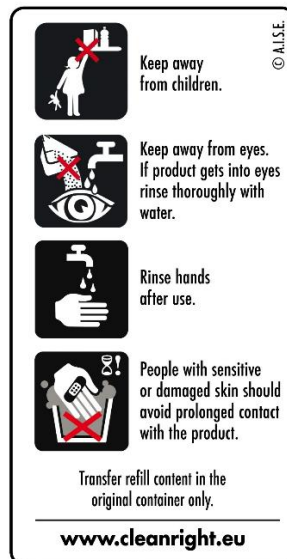 © A.I.S.E.
Keep away
from children.
Keep away from eyes.
If product gets into eyes
rinse thoroughly with
water.
Rinse hands
after use.
People with sensitive
or damaged skin should
avoid prolonged contact
with the product.
Transfer refill content in the
original container only.
www.cleanright.eu